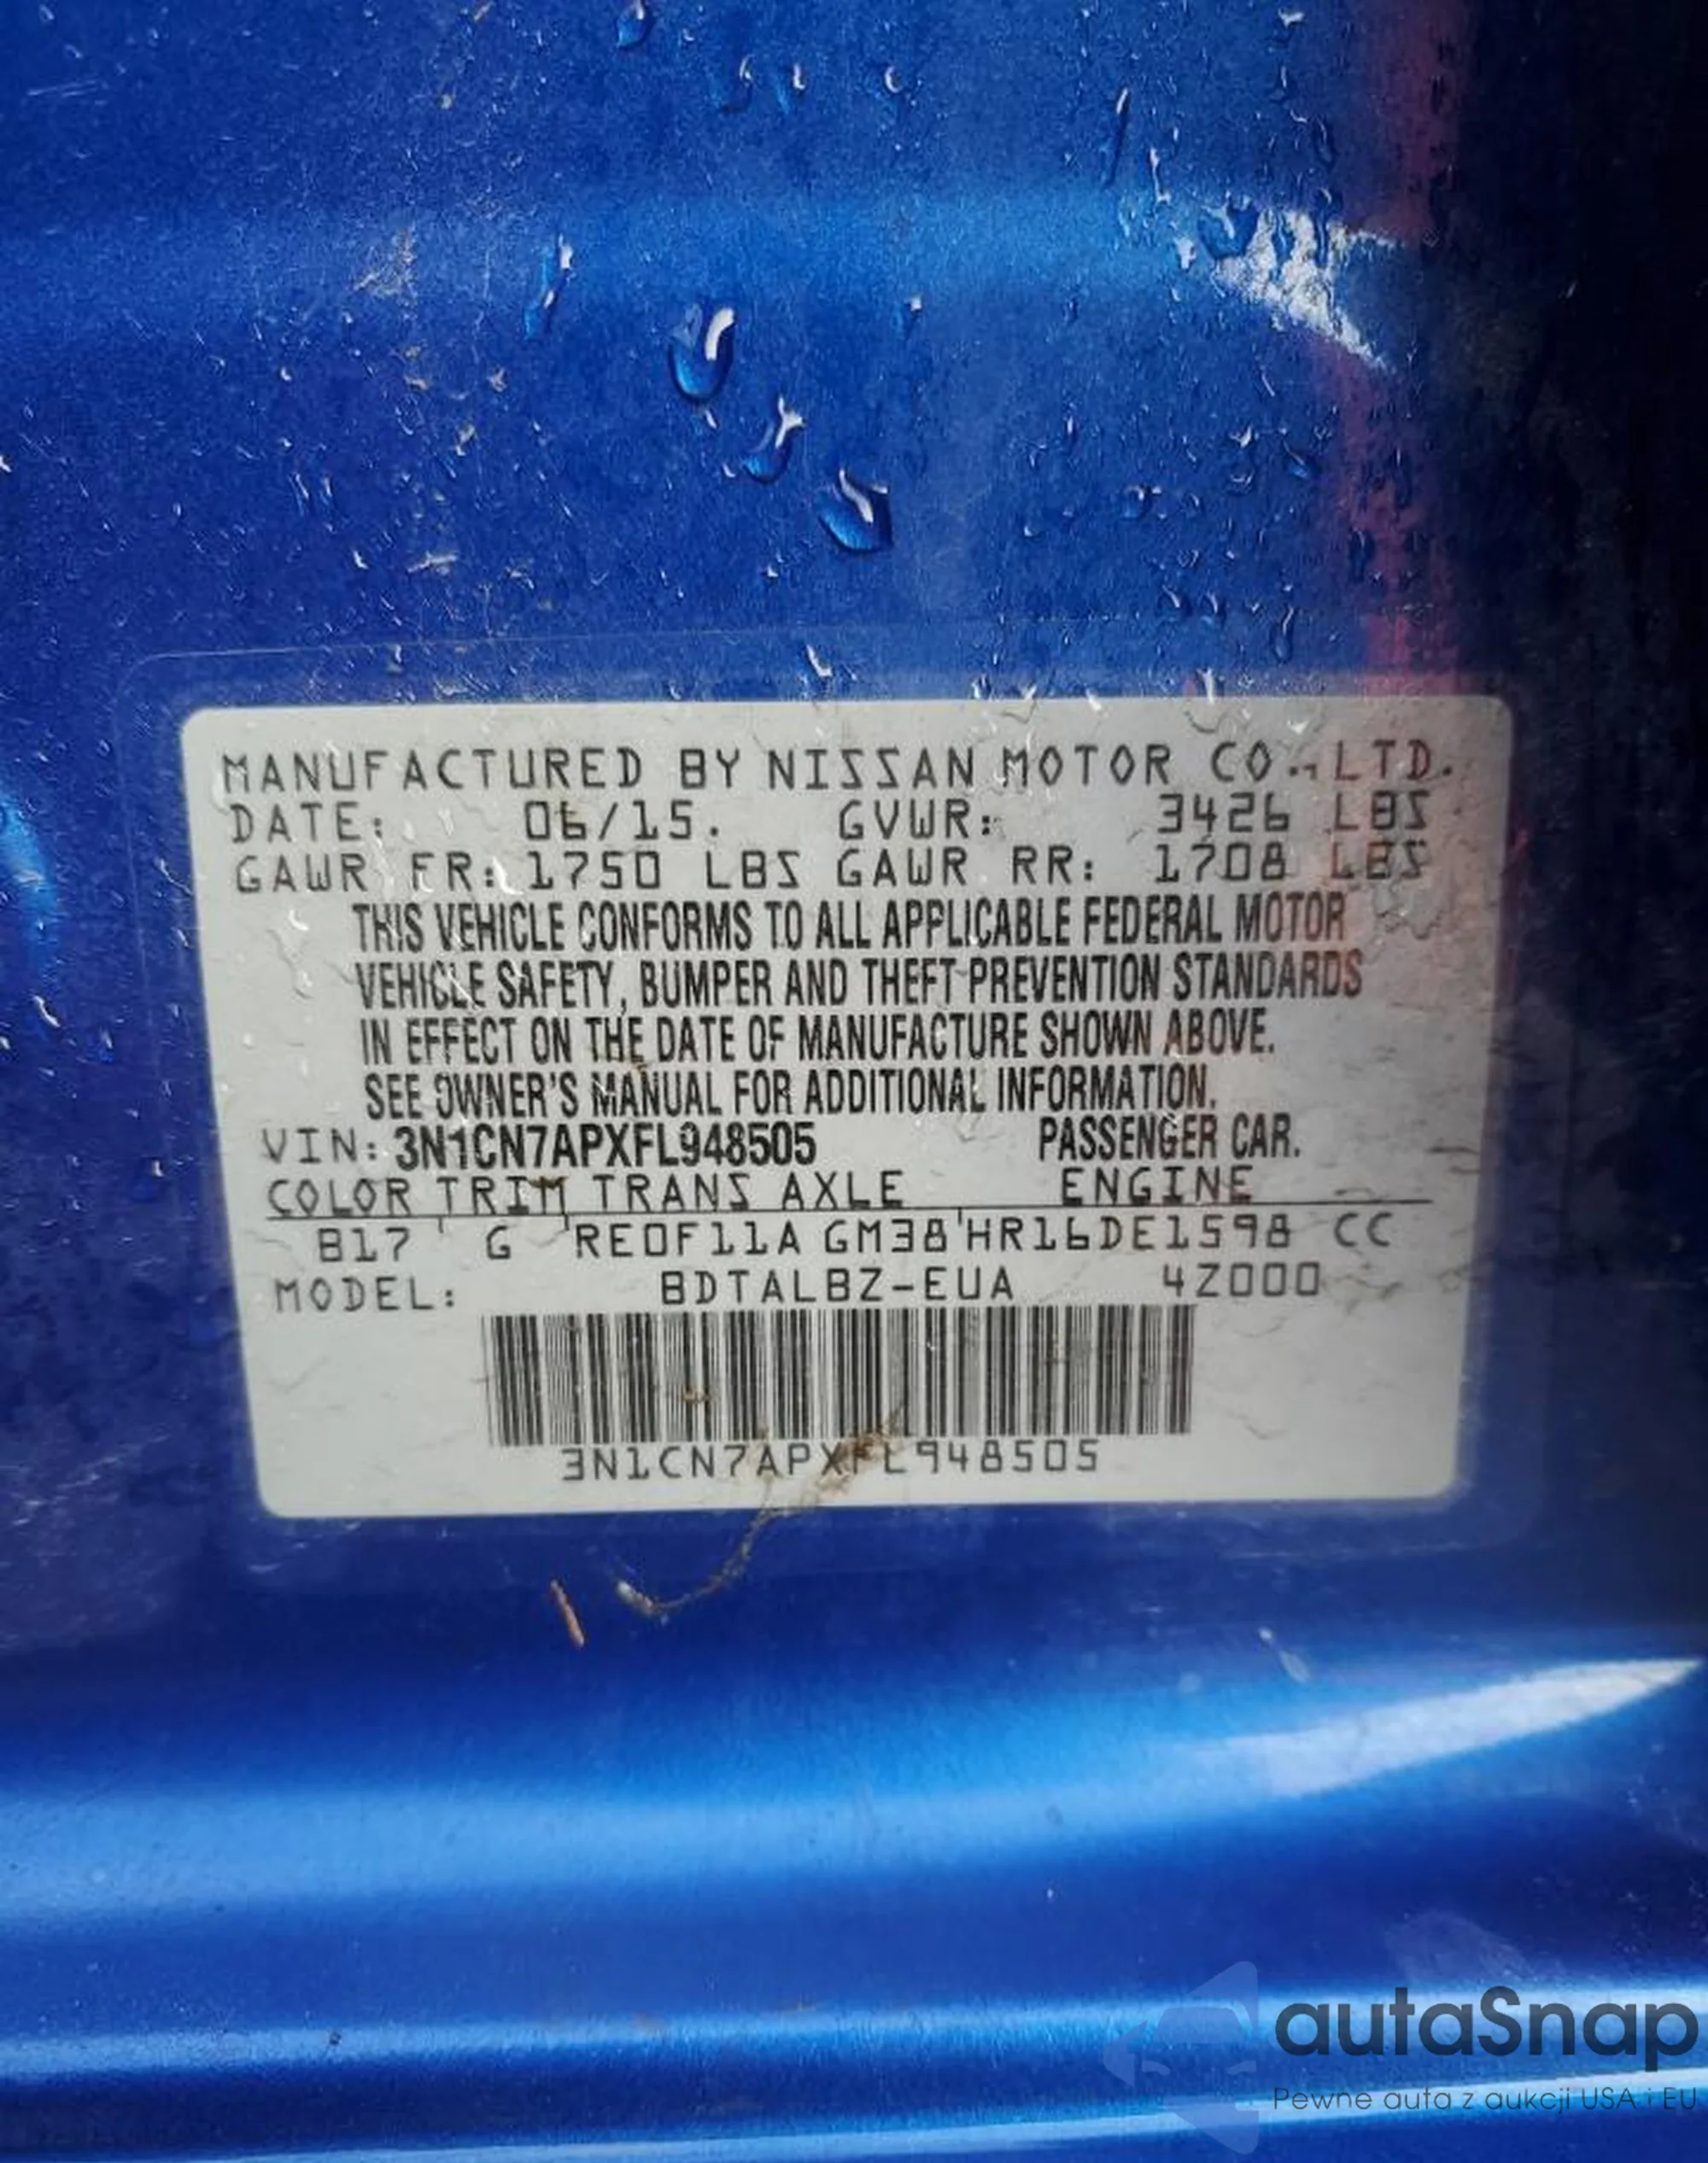 MANUFACTURED BY NISSAN MOTOR CO., LTD.
DATE: 06/15. GVWR: 3426 LBS
GAWR FR: 1750 LBS GAWR RR: 1708 LBS
THIS VEHICLE CONFORMS TO ALL APPLICABLE FEDERAL MOTOR
VEHICLE SAFETY, BUMPER AND THEFT PREVENTION STANDARDS
IN EFFECT ON THE DATE OF MANUFACTURE SHOWN ABOVE.
SEE OWNER'S MANUAL FOR ADDITIONAL INFORMATION.
VIN: 3N1CN7APXFL948505 PASSENGER CAR.
COLOR TRIM TRANS AXLE ENGINE
B17 G RE0F11A GM38 HR16DE1598 CC
MODEL: BDTALBZ-EUA 4Z000
3N1CN7APXFL948505
autaSnap
Pewne auta z aukcji USA i EU